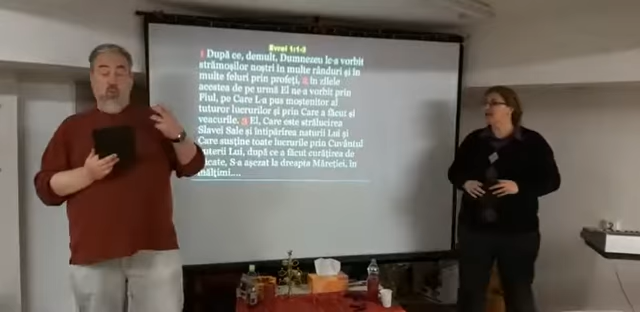 Evrei 1:1-3
1 După ce, demult, Dumnezeu le-a vorbit
strămoșilor noștri în multe rânduri și în
multe feluri prin profeți, 2 în zilele
acestea de pe urmă El ne-a vorbit prin
Fiul, pe Care L-a pus moștenitor al
tuturor lucrurilor și prin Care a făcut și
veacurile. 3 El, Care este strălucirea
Slavei Sale și întipărirea naturii Lui și
Care susține toate lucrurile prin Cuvântul
puterii Lui, după ce a făcut curățirea de
păcate, S-a așezat la dreapta Măreției, în
înălțimi....